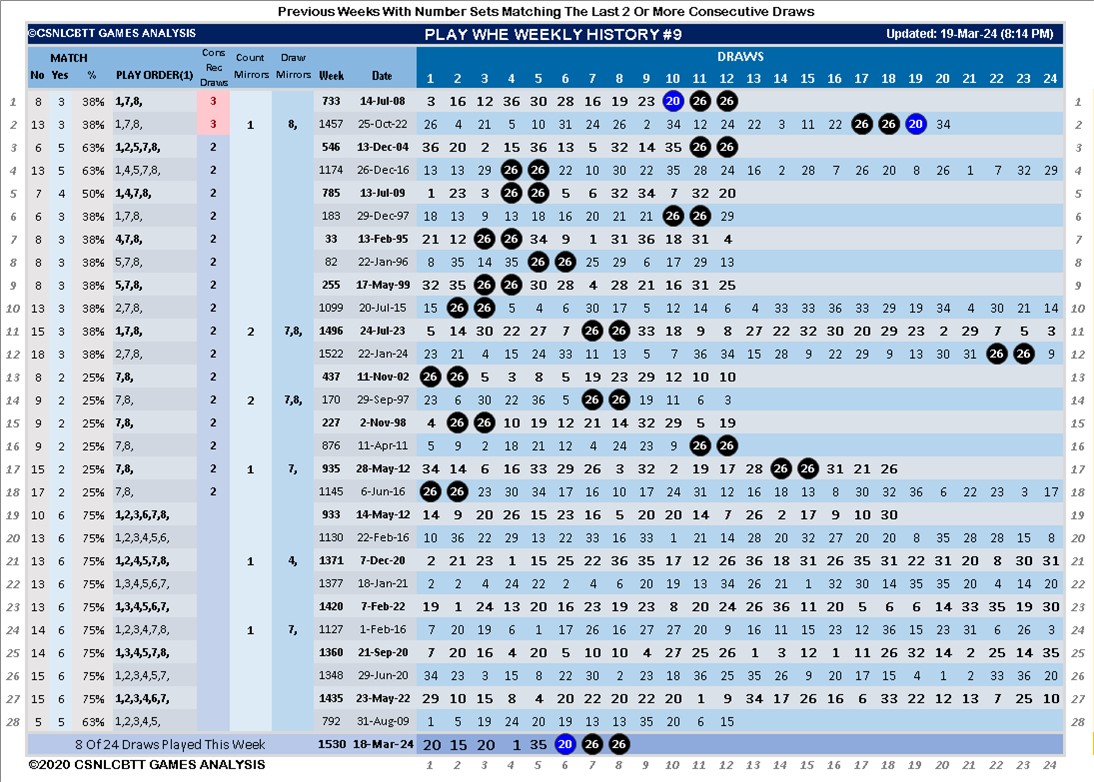 Previous Weeks With Number Sets Matching The Last 2 Or More Consecutive Draws
©CSNLCBTT GAMES ANALYSIS PLAY WHE WEEKLY HISTORY #9 Updated: 19-Mar-24 (8:14 PM)
MATCH Cons Rec Draws Count Mirrors Draw Mirrors DRAWS
No Yes % PLAY ORDER(1) Week Date 1 2 3 4 5 6 7 8 9 10 11 12 13 14 15 16 17 18 19 20 21 22 23 24
1 8 3 38% 1,7,8, 3 733 14-Jul-08 3 16 12 36 30 28 16 19 23 20 26 26 1
2 13 3 38% 1,7,8, 3 1 8, 1457 25-Oct-22 26 4 21 5 10 31 24 26 2 34 12 24 22 3 11 22 26 26 20 34 2
3 6 5 63% 1,2,5,7,8, 2 546 13-Dec-04 36 20 2 15 36 13 5 32 14 35 26 26 3
4 13 5 63% 1,4,5,7,8, 2 1174 26-Dec-16 13 13 29 26 26 22 10 30 22 35 28 24 16 2 28 7 26 20 8 26 1 7 32 29 4
5 7 4 50% 1,4,7,8, 2 785 13-Jul-09 1 23 3 26 26 5 6 32 34 7 32 20 5
6 6 3 38% 1,7,8, 2 183 29-Dec-97 18 13 9 13 18 16 20 21 21 26 26 29 6
7 8 3 38% 4,7,8, 2 33 13-Feb-95 21 12 26 26 34 9 1 31 36 18 31 4 7
8 8 3 38% 5,7,8, 2 82 22-Jan-96 8 35 14 35 26 26 25 29 6 17 29 13 8
9 8 3 38% 5,7,8, 2 255 17-May-99 32 35 26 26 30 28 4 28 21 16 31 25 9
10 13 3 38% 2,7,8, 2 1099 20-Jul-15 15 26 26 5 4 6 30 17 5 12 14 6 4 33 33 36 33 29 19 34 4 30 21 14 10
11 15 3 38% 1,7,8, 2 2 7,8, 1496 24-Jul-23 5 14 30 22 27 7 26 26 33 18 9 8 27 22 32 30 20 29 23 2 29 7 5 3 11
12 18 3 38% 2,7,8, 2 1522 22-Jan-24 23 21 4 15 24 33 11 13 5 7 36 34 15 28 9 22 29 9 13 30 31 26 26 9 12
13 8 2 25% 7,8, 2 437 11-Nov-02 26 26 5 3 8 5 19 23 29 12 10 10 13
14 9 2 25% 7,8, 2 2 7,8, 170 29-Sep-97 23 6 30 22 36 5 26 26 19 11 6 3 14
15 9 2 25% 7,8, 2 227 2-Nov-98 4 26 26 10 19 12 21 14 32 29 5 19 15
16 9 2 25% 7,8, 2 876 11-Apr-11 5 9 2 18 21 12 4 24 23 9 26 26 16
17 15 2 25% 7,8, 2 1 7, 935 28-May-12 34 14 6 16 33 29 26 3 32 2 19 17 28 26 26 31 21 26 17
18 17 2 25% 7,8, 2 1145 6-Jun-16 26 26 23 30 34 17 16 10 17 24 31 12 16 18 13 8 30 32 36 6 22 23 3 17 18
19 10 6 75% 1,2,3,6,7,8, 933 14-May-12 14 9 20 26 15 23 16 5 20 20 14 7 26 2 17 9 10 30 19
20 13 6 75% 1,2,3,4,5,6, 1130 22-Feb-16 10 36 22 29 13 22 33 16 33 1 21 14 28 20 32 27 20 20 8 35 28 28 15 8 20
21 13 6 75% 1,2,4,5,7,8, 1 4, 1371 7-Dec-20 2 21 23 1 15 25 22 36 35 17 12 26 36 18 31 26 35 31 22 31 20 8 30 31 21
22 13 6 75% 1,3,4,5,6,7, 1377 18-Jan-21 2 2 4 24 22 2 4 6 20 19 13 34 26 21 1 32 30 14 35 35 20 4 14 20 22
23 13 6 75% 1,3,4,5,6,7, 1420 7-Feb-22 19 1 24 13 20 16 23 19 23 8 20 24 26 36 11 20 5 6 6 14 33 35 19 30 23
24 14 6 75% 1,2,3,4,7,8, 1 7, 1127 1-Feb-16 7 20 19 6 1 17 26 16 27 27 20 9 16 11 15 24 13 12 36 15 23 31 6 26 3 24
25 14 6 75% 1,3,4,5,7,8, 1360 21-Sep-20 7 20 16 4 20 5 10 10 4 27 25 26 1 3 12 1 16 29 26 32 14 2 25 14 35 25
26 15 6 75% 1,2,3,4,5,6, 1348 29-Jun-20 34 23 3 15 8 22 30 2 23 18 36 25 35 26 9 20 17 15 4 1 2 33 36 20 26
27 15 6 75% 1,2,3,4,6,7, 1435 23-May-22 29 10 15 8 4 20 22 20 22 20 1 9 34 17 26 16 6 33 22 12 13 7 25 10 27
28 5 5 63% 1,2,3,4,5, 792 31-Aug-09 1 5 19 24 20 19 13 13 35 20 6 15 28
8 Of 24 Draws Played This Week 1530 18-Mar-24 20 15 20 1 35 20 26 26
©2020 CSNLCBTT GAMES ANALYSIS 1 2 3 4 5 6 7 8 9 10 11 12 13 14 15 16 17 18 19 20 21 22 23 24